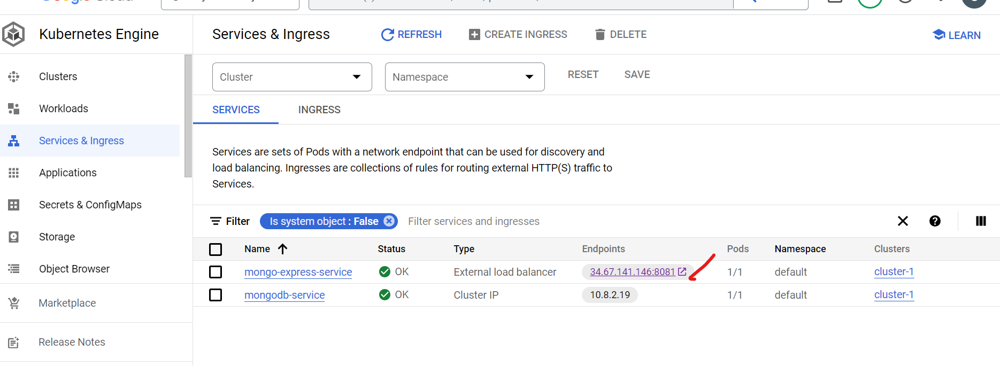 Kubernetes Engine
Services & Ingress
REFRESH
CREATE INGRESS
DELETE
LEARN
Clusters
Workloads
Services & Ingress
Applications
Secrets & ConfigMaps
Storage
Object Browser
Marketplace
Release Notes
Cluster
Namespace
RESET
SAVE
SERVICES
INGRESS
Services are sets of Pods with a network endpoint that can be used for discovery and
load balancing. Ingresses are collections of rules for routing external HTTP(S) traffic to
Services.
Filter
Is system object : False
Filter services and ingresses
Name Status Type Endpoints Pods Namespace Clusters
mongo-express-service OK External load balancer 34.67.141.146:8081 1/1 default cluster-1
mongodb-service OK Cluster IP 10.8.2.19 1/1 default cluster-1